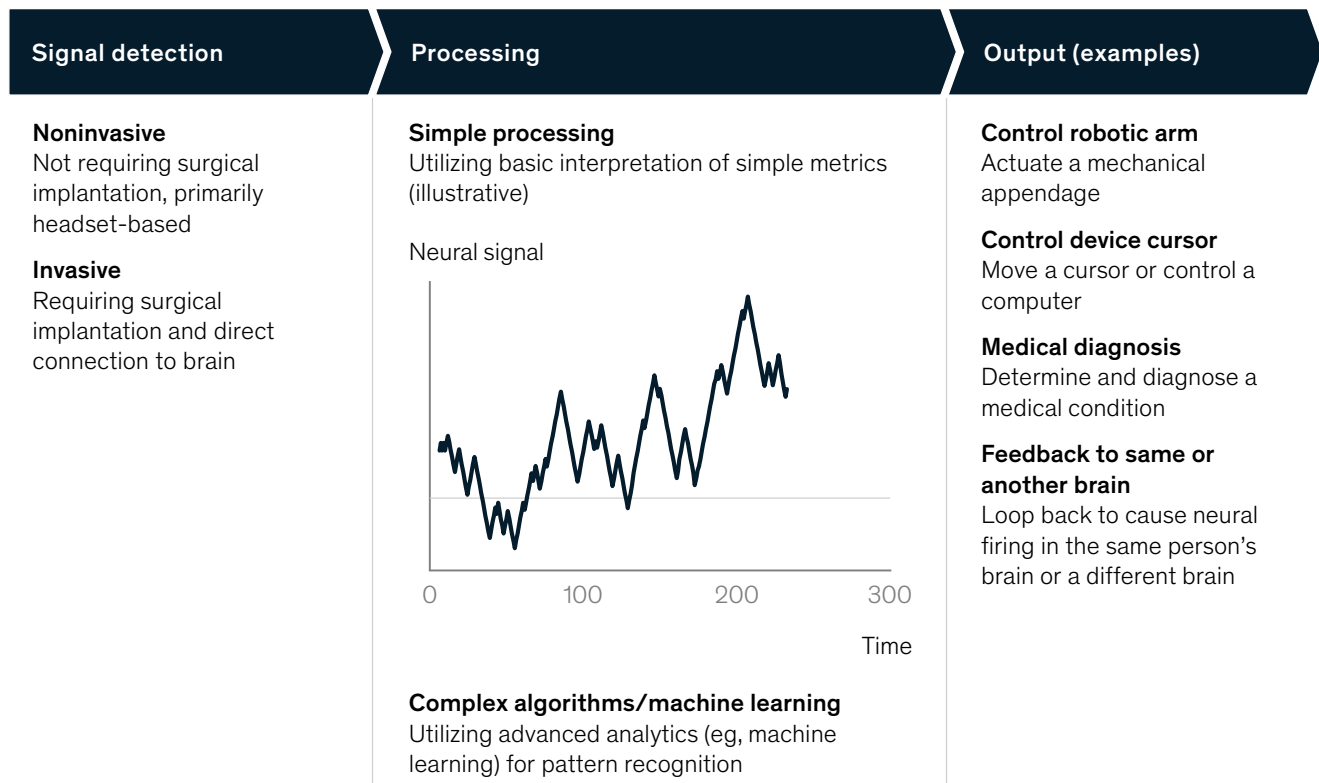 Signal detection
Processing
Output (examples)
Noninvasive
Not requiring surgical
implantation, primarily
headset-based
Invasive
Requiring surgical
implantation and direct
connection to brain
Simple processing
Utilizing basic interpretation of simple metrics
(illustrative)
Neural signal
0 100 200 300
Time
Complex algorithms/machine learning
Utilizing advanced analytics (eg, machine
learning) for pattern recognition
Control robotic arm
Actuate a mechanical
appendage
Control device cursor
Move a cursor or control a
computer
Medical diagnosis
Determine and diagnose a
medical condition
Feedback to same or
another brain
Loop back to cause neural
firing in the same person’s
brain or a different brain